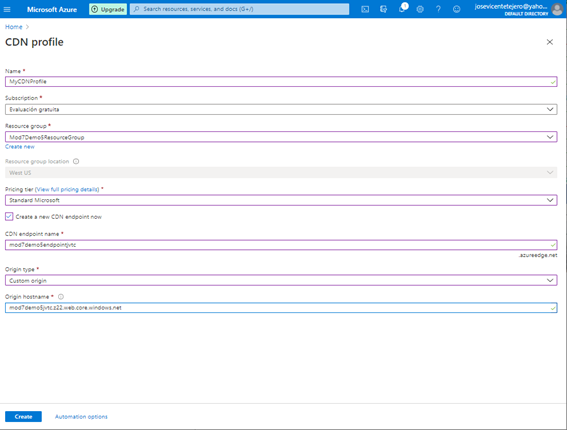 Microsoft Azure
Upgrade
Search resources, services, and docs (G+/)
1
josevicentetejero@yaho...
DEFAULT DIRECTORY
Home >
CDN profile
Name *
MyCDNProfile
Subscription *
Evaluación gratuita
Resource group *
Mod7Demo5ResourceGroup
Create new
Resource group location
West US
Pricing tier (View full pricing details) *
Standard Microsoft
Create a new CDN endpoint now
CDN endpoint name *
mod7demo5endpointjvtc
.azureedge.net
Origin type *
Custom origin
Origin hostname *
mod7demo5jvtc.z22.web.core.windows.net
Create
Automation options